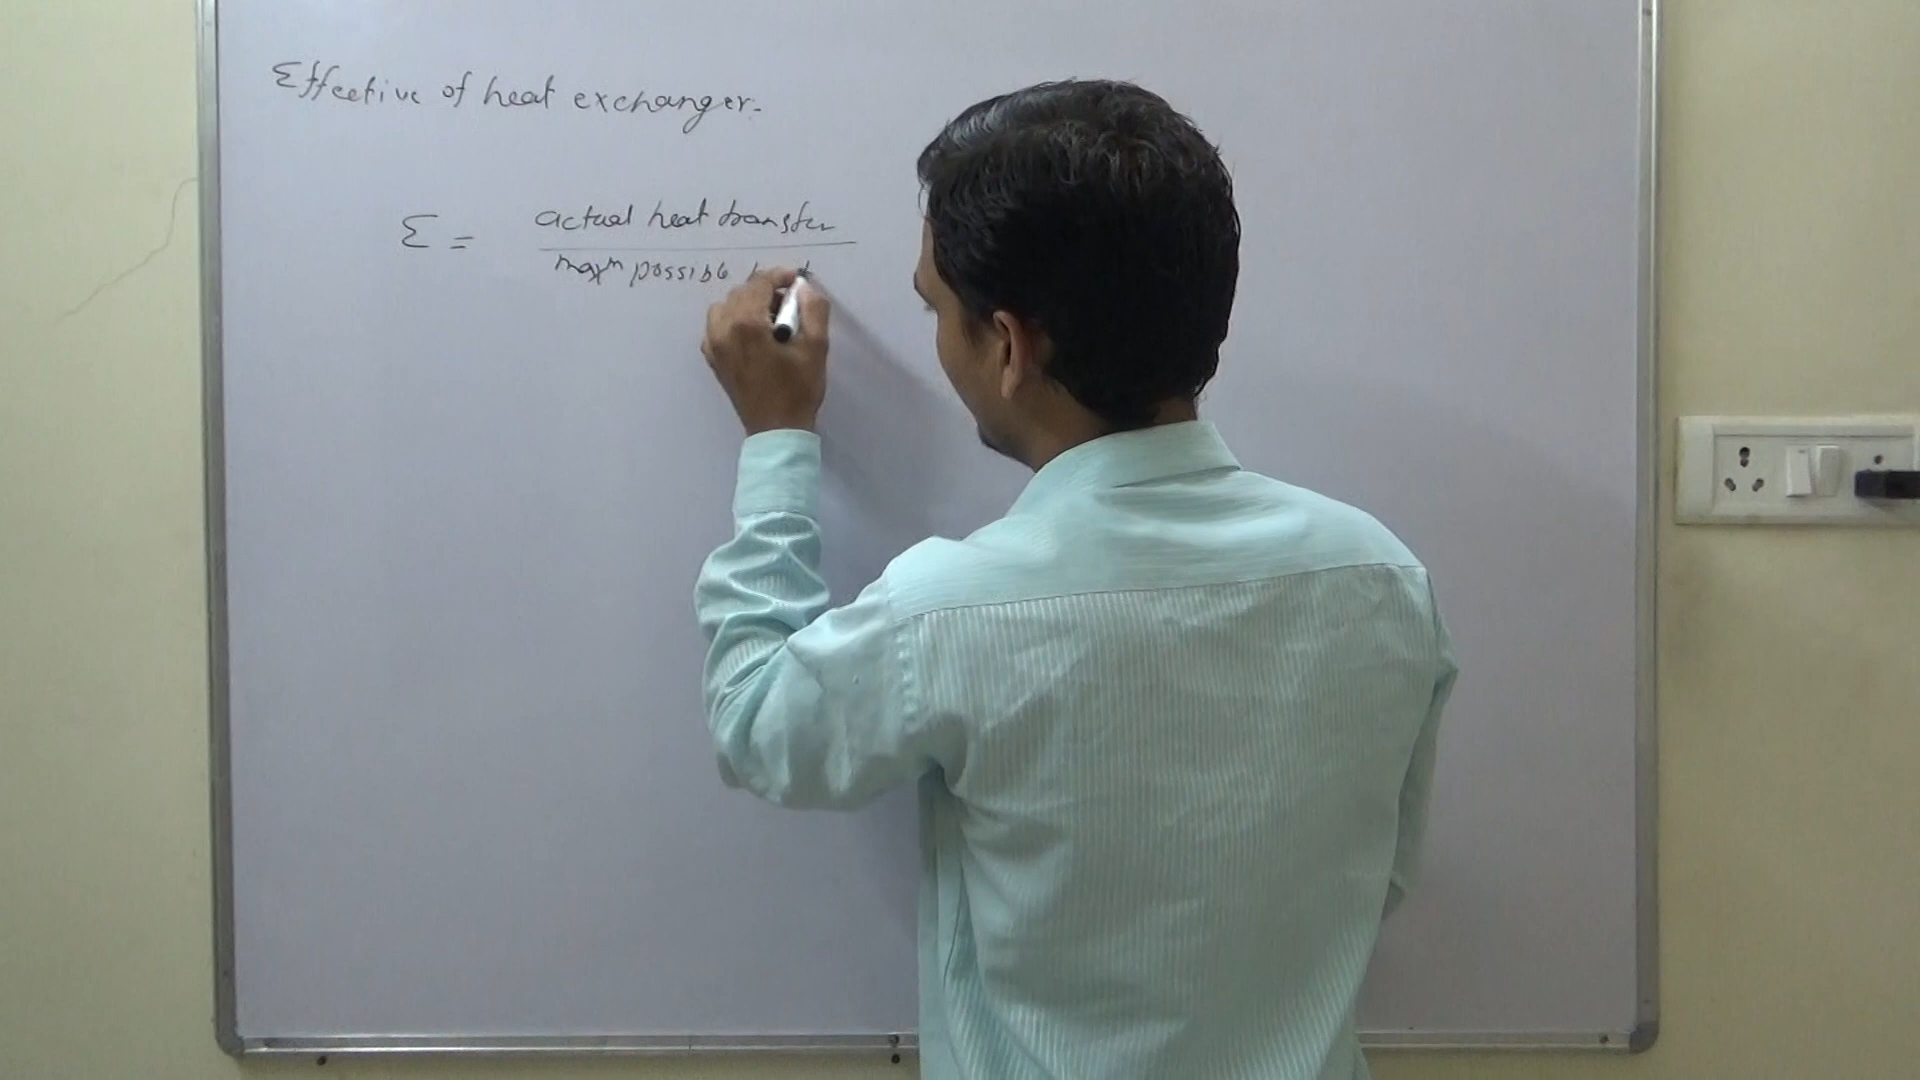 Effective of heat exchanger:-
Σ = actual heat transfer
maxm possible